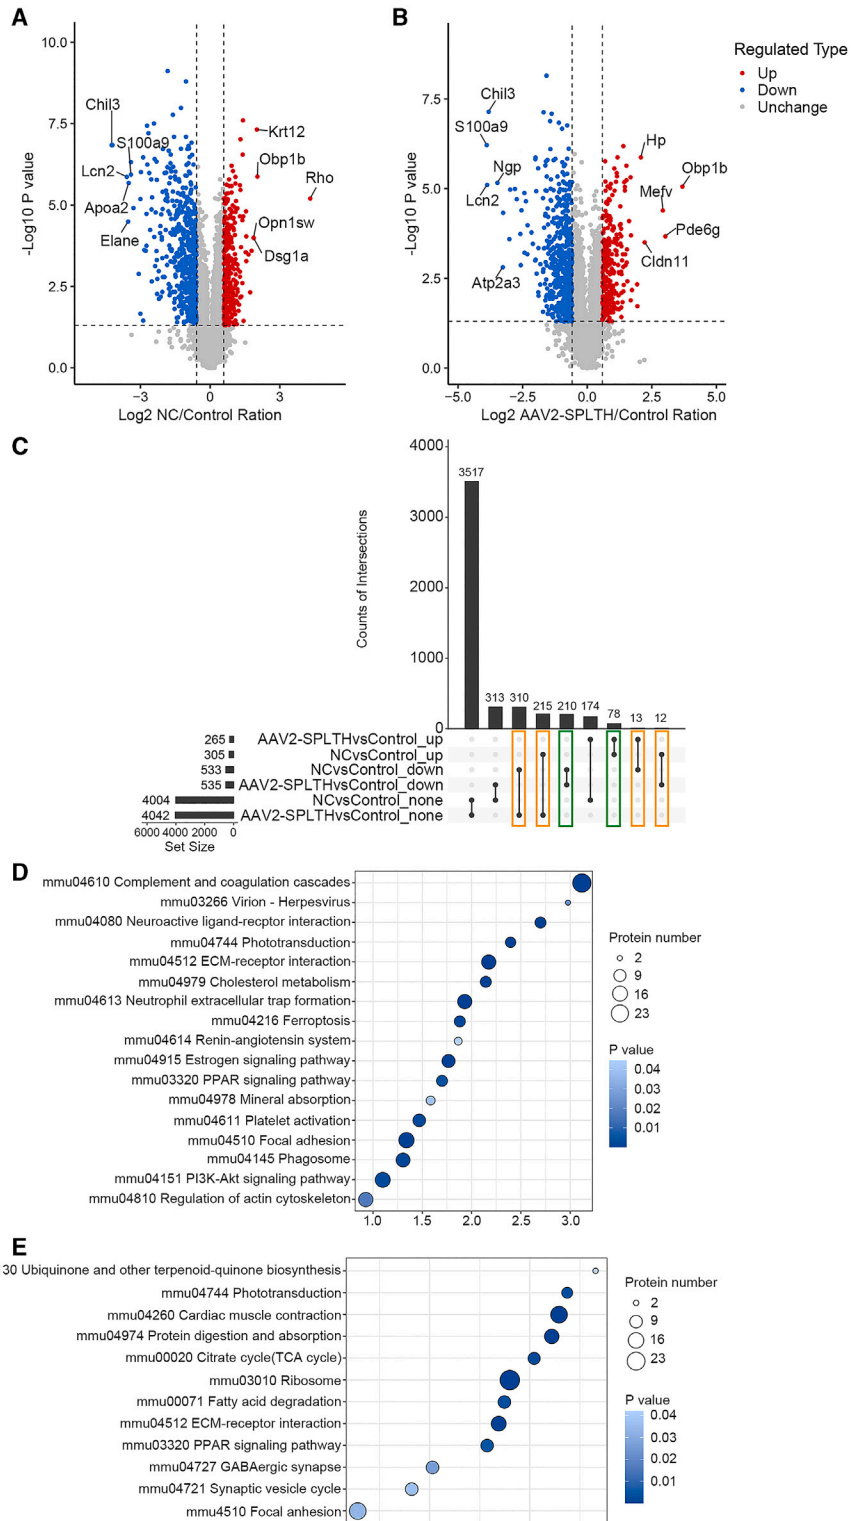 A
10.0
7.5
5.0
2.5
0.0
-Log10 P value
Chil3
S100a9
Lcn2
Apoa2
Elane
Krt12
Obp1b
Rho
Opn1sw
Dsg1a
−3
0
3
Log2 NC/Control Ration
B
7.5
5.0
2.5
0.0
-Log10 P value
Chil3
S100a9
Ngp
Lcn2
Atp2a3
Hp
Obp1b
Mefv
Pde6g
Cldn11
−5.0
−2.5
0.0
2.5
5.0
Log2 AAV2-SPLTH/Control Ration
Regulated Type
Up
Down
Unchange
C
4000
3000
2000
1000
0
Counts of Intersections
3517
313
310
215
210
174
78
13
12
265
AAV2-SPLTHvsControl_up
305
NCvsControl_up
533
NCvsControl_down
535
AAV2-SPLTHvsControl_down
4004
NCvsControl_none
4042
AAV2-SPLTHvsControl_none
6000 4000 2000 0
Set Size
D
mmu04610 Complement and coagulation cascades
mmu03266 Virion - Herpesvirus
mmu04080 Neuroactive ligand-recptor interaction
mmu04744 Phototransduction
mmu04512 ECM-receptor interaction
mmu04979 Cholesterol metabolism
mmu04613 Neutrophil extracellular trap formation
mmu04216 Ferroptosis
mmu04614 Renin-angiotensin system
mmu04915 Estrogen signaling pathway
mmu03320 PPAR signaling pathway
mmu04978 Mineral absorption
mmu04611 Platelet activation
mmu04510 Focal adhesion
mmu04145 Phagosome
mmu04151 PI3K-Akt signaling pathway
mmu04810 Regulation of actin cytoskeleton
1.0
1.5
2.0
2.5
3.0
Protein number
2
9
16
23
P value
0.04
0.03
0.02
0.01
E
30 Ubiquinone and other terpenoid-quinone biosynthesis
mmu04744 Phototransduction
mmu04260 Cardiac muscle contraction
mmu04974 Protein digestion and absorption
mmu00020 Citrate cycle(TCA cycle)
mmu03010 Ribosome
mmu00071 Fatty acid degradation
mmu04512 ECM-receptor interaction
mmu03320 PPAR signaling pathway
mmu04727 GABAergic synapse
mmu04721 Synaptic vesicle cycle
mmu4510 Focal anhesion
Protein number
2
9
16
23
P value
0.04
0.03
0.02
0.01